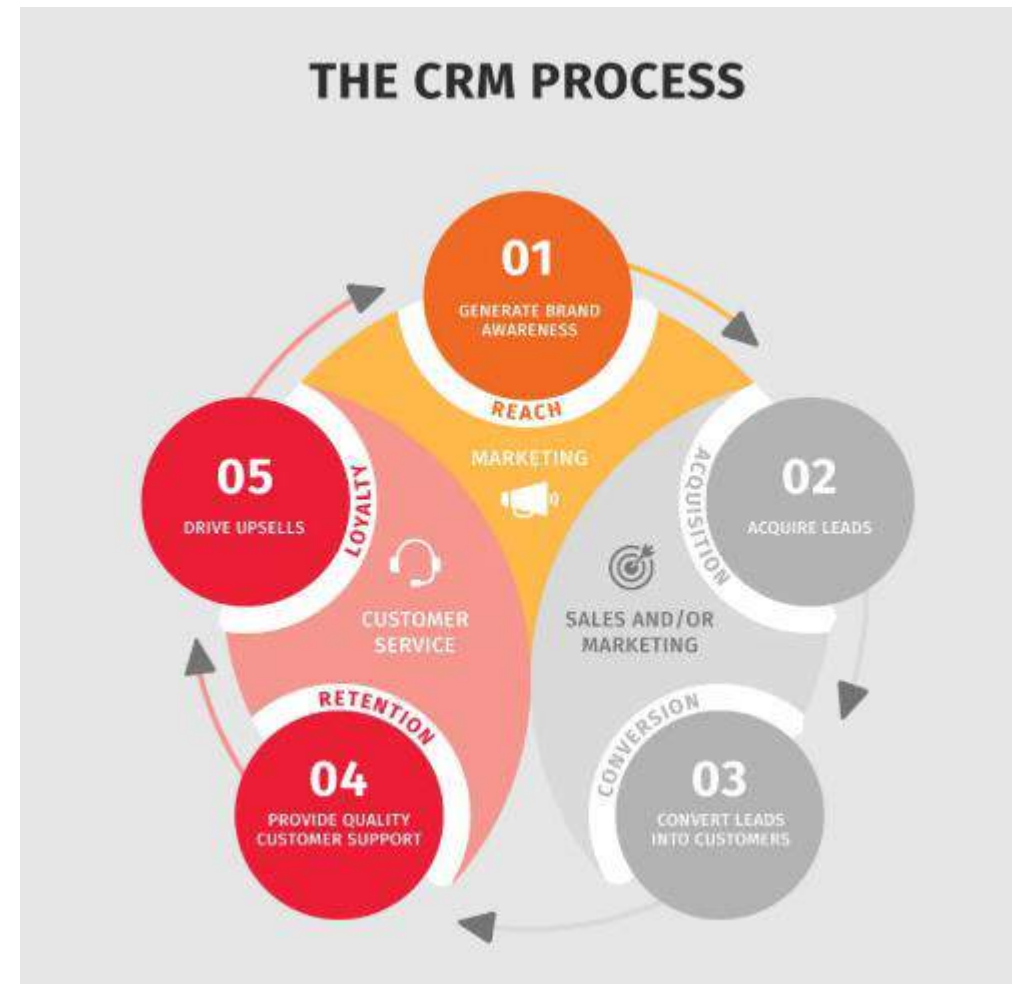 THE CRM PROCESS
01
GENERATE BRAND
AWARENESS
REACH
MARKETING
02
ACQUIRE LEADS
ACQUISITION
SALES AND/OR
MARKETING
03
CONVERT LEADS
INTO CUSTOMERS
CONVERSION
04
PROVIDE QUALITY
CUSTOMER SUPPORT
RETENTION
CUSTOMER
SERVICE
05
DRIVE UPSELLS
LOYALTY